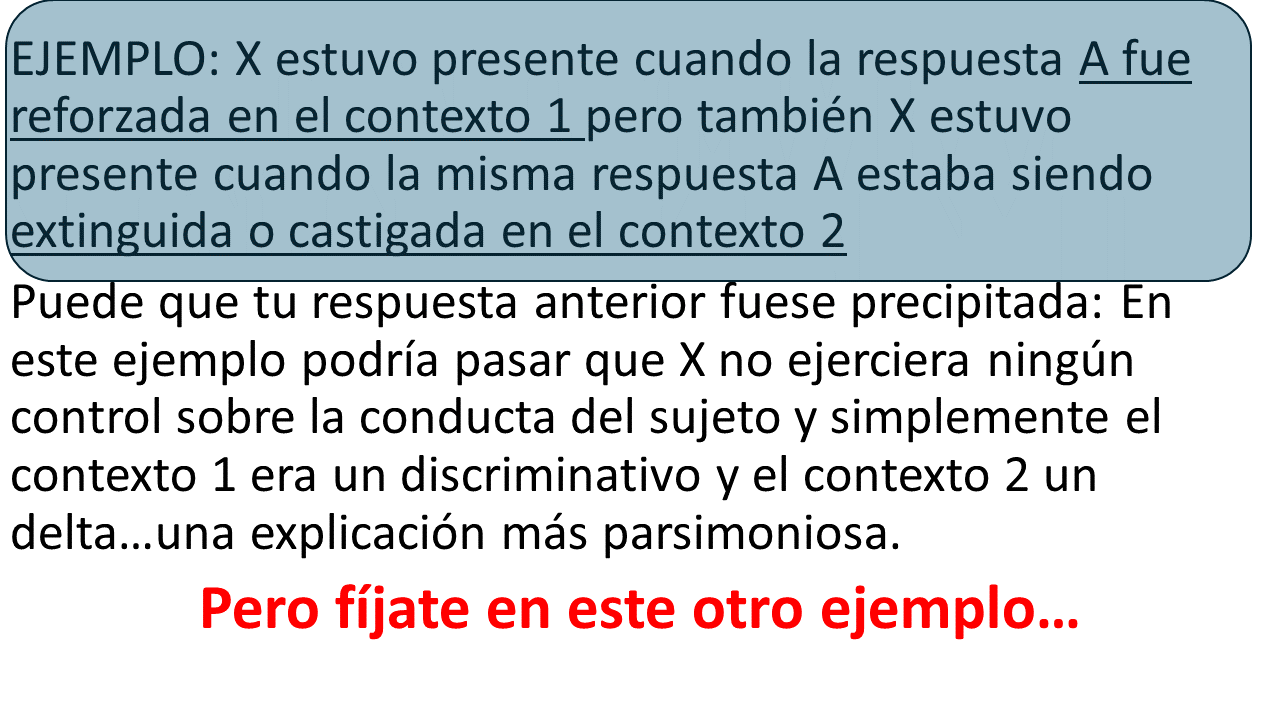 EJEMPLO: X estuvo presente cuando la respuesta A fue
reforzada en el contexto 1 pero también X estuvo
presente cuando la misma respuesta A estaba siendo
extinguida o castigada en el contexto 2
Puede que tu respuesta anterior fuese precipitada: En
este ejemplo podría pasar que X no ejerciera ningún
control sobre la conducta del sujeto y simplemente el
contexto 1 era un discriminativo y el contexto 2 un
delta…una explicación más parsimoniosa.
Pero fíjate en este otro ejemplo…